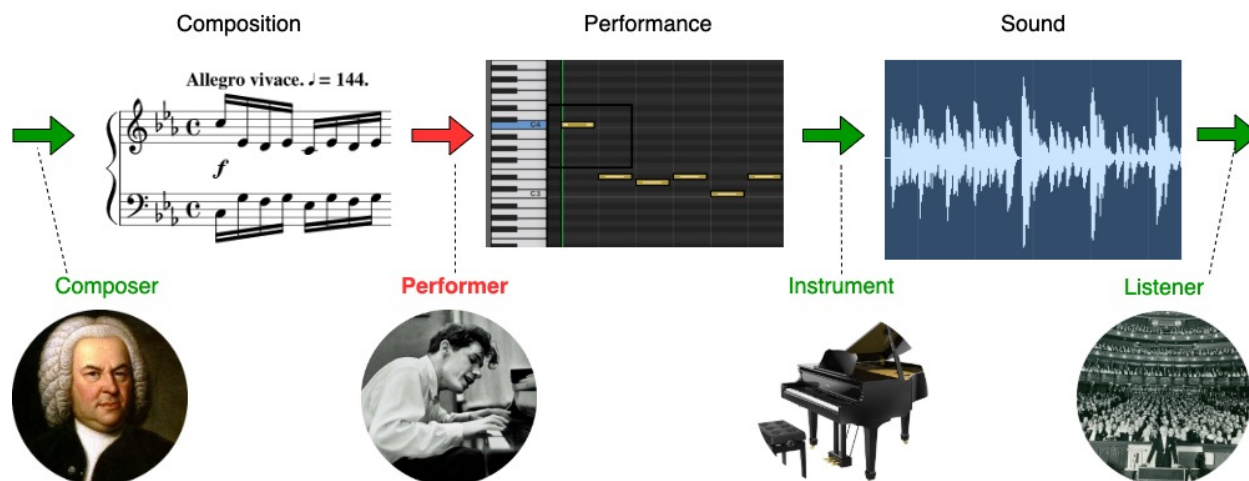 Composition
Performance
Sound
Allegro vivace. ♩= 144.
f
C4
C3
Composer
Performer
Instrument
Listener